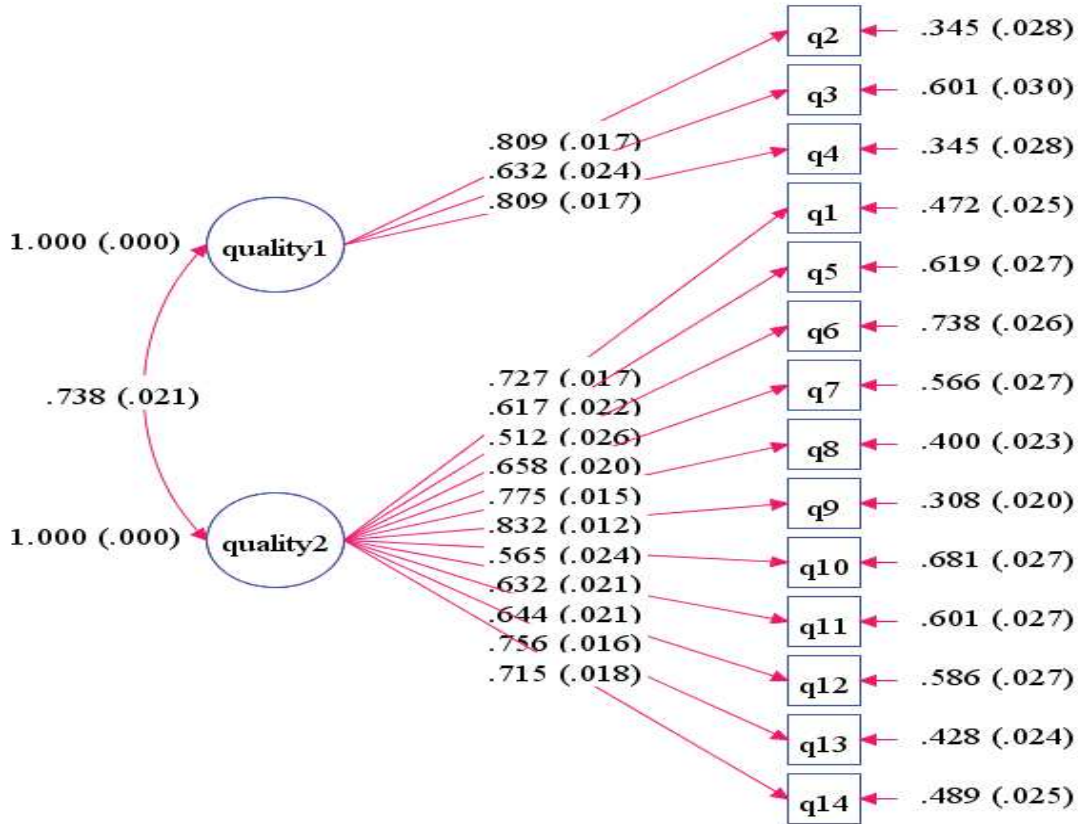 q2
.345 (.028)
q3
.601 (.030)
.809 (.017)
.632 (.024)
q4
.345 (.028)
.809 (.017)
q1
.472 (.025)
1.000 (.000)
quality1
q5
.619 (.027)
q6
.738 (.026)
.738 (.021)
.727 (.017)
q7
.566 (.027)
.617 (.022)
.512 (.026)
q8
.400 (.023)
.658 (.020)
.775 (.015)
q9
.308 (.020)
.832 (.012)
1.000 (.000)
quality2
.565 (.024)
q10
.681 (.027)
.632 (.021)
.644 (.021)
q11
.601 (.027)
.756 (.016)
.715 (.018)
q12
.586 (.027)
q13
.428 (.024)
q14
.489 (.025)